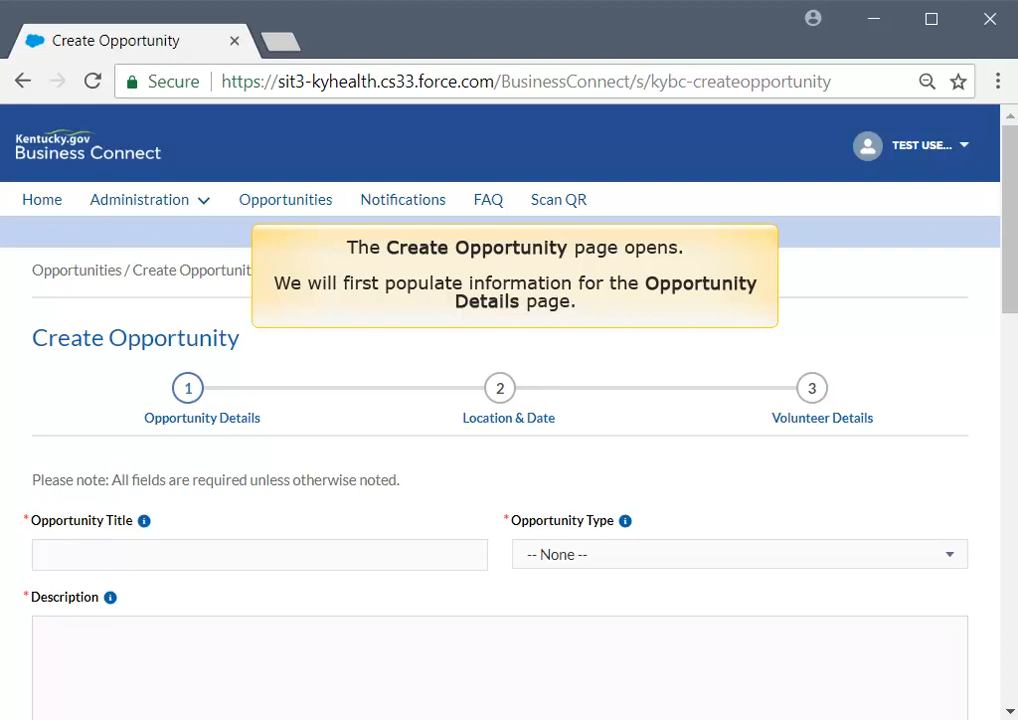 Create Opportunity
Secure https://sit3-kyhealth.cs33.force.com/BusinessConnect/s/kybc-createopportunity
Kentucky.gov
Business Connect
TEST USE...
Home Administration Opportunities Notifications FAQ Scan QR
The Create Opportunity page opens.
We will first populate information for the Opportunity
Details page.
Opportunities / Create Opportunit
Create Opportunity
1 2 3
Opportunity Details Location & Date Volunteer Details
Please note: All fields are required unless otherwise noted.
*Opportunity Title i *Opportunity Type i
-- None --
*Description i